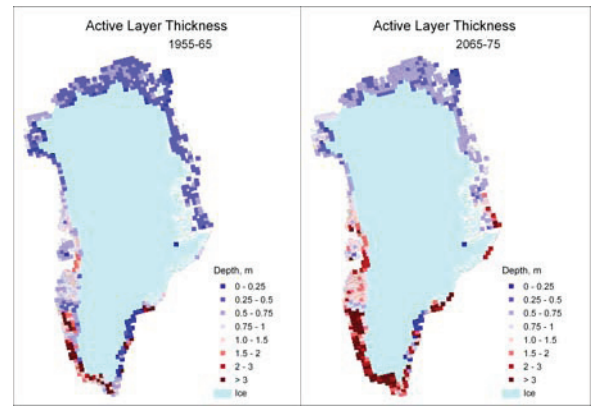 Active Layer Thickness
1955-65
Depth, m
0 - 0.25
0.25 - 0.5
0.5 - 0.75
0.75 - 1
1.0 - 1.5
1.5 - 2
2 - 3
> 3
Ice
Active Layer Thickness
2065-75
Depth, m
0 - 0.25
0.25 - 0.5
0.5 - 0.75
0.75 - 1
1.0 - 1.5
1.5 - 2
2 - 3
> 3
Ice